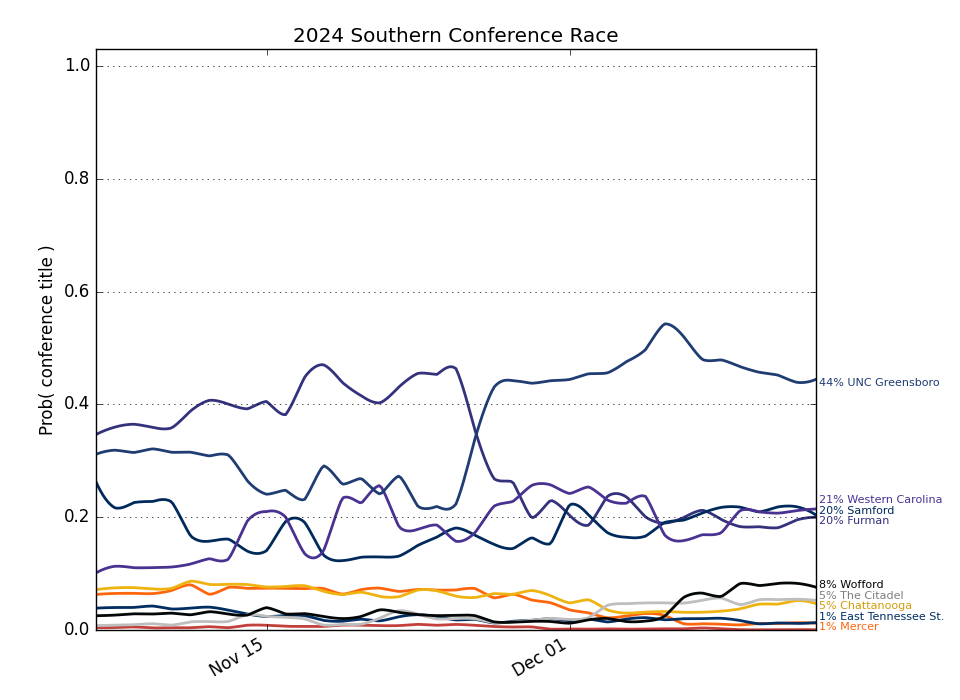 2024 Southern Conference Race
Prob( conference title )
1.0
0.8
0.6
0.4
0.2
0.0
Nov 15
Dec 01
44% UNC Greensboro
21% Western Carolina
20% Samford
20% Furman
8% Wofford
5% The Citadel
5% Chattanooga
1% East Tennessee St.
1% Mercer